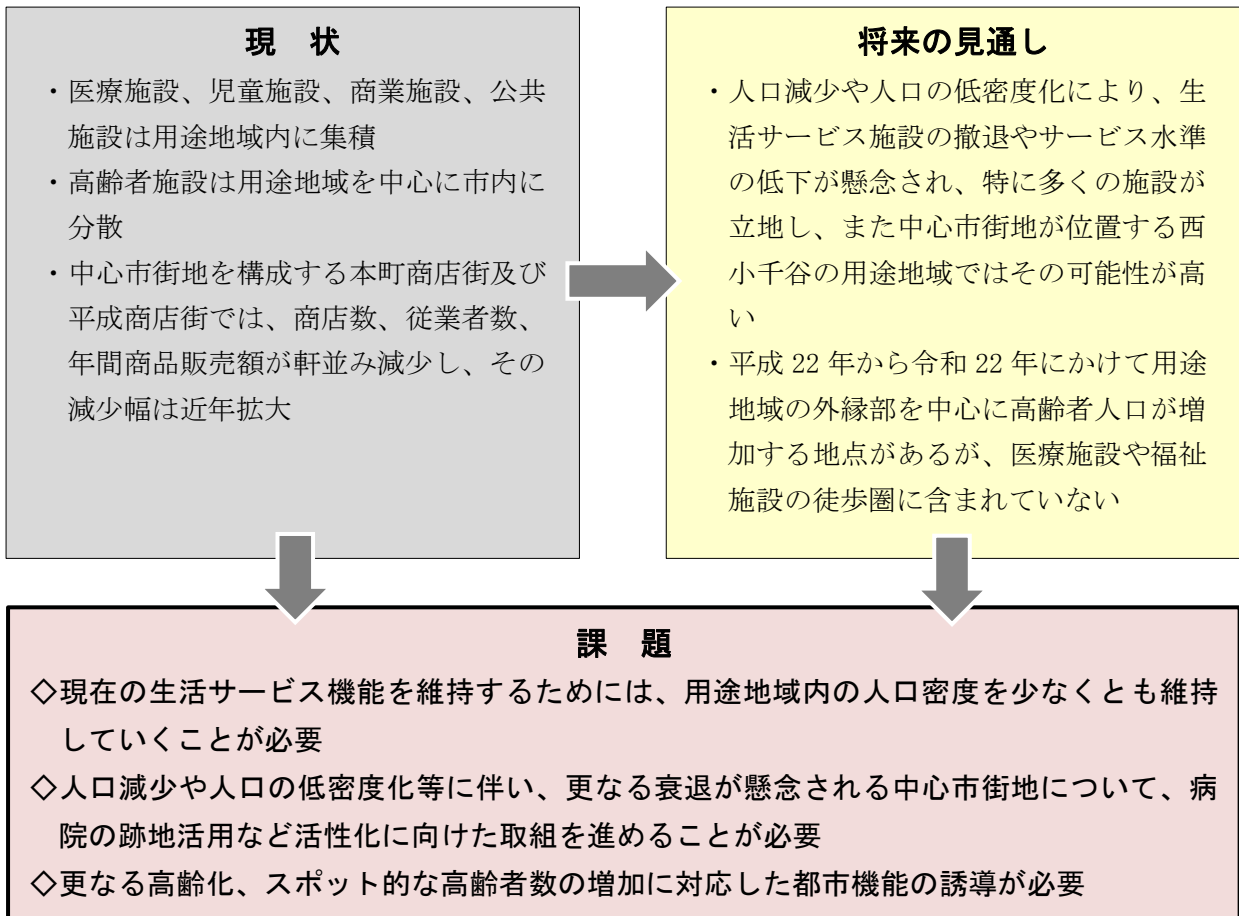 現　状
・医療施設、児童施設、商業施設、公共
施設は用途地域内に集積
・高齢者施設は用途地域を中心に市内に
分散
・中心市街地を構成する本町商店街及び
平成商店街では、商店数、従業者数、
年間商品販売額が軒並み減少し、その
減少幅は近年拡大
将来の見通し
・人口減少や人口の低密度化により、生
活サービス施設の撤退やサービス水準
の低下が懸念され、特に多くの施設が
立地し、また中心市街地が位置する西
小千谷の用途地域ではその可能性が高
い
・平成 22 年から令和 22 年にかけて用途
地域の外縁部を中心に高齢者人口が増
加する地点があるが、医療施設や福祉
施設の徒歩圏に含まれていない
課　題
◇現在の生活サービス機能を維持するためには、用途地域内の人口密度を少なくとも維持
していくことが必要
◇人口減少や人口の低密度化等に伴い、更なる衰退が懸念される中心市街地について、病
院の跡地活用など活性化に向けた取組を進めることが必要
◇更なる高齢化、スポット的な高齢者数の増加に対応した都市機能の誘導が必要